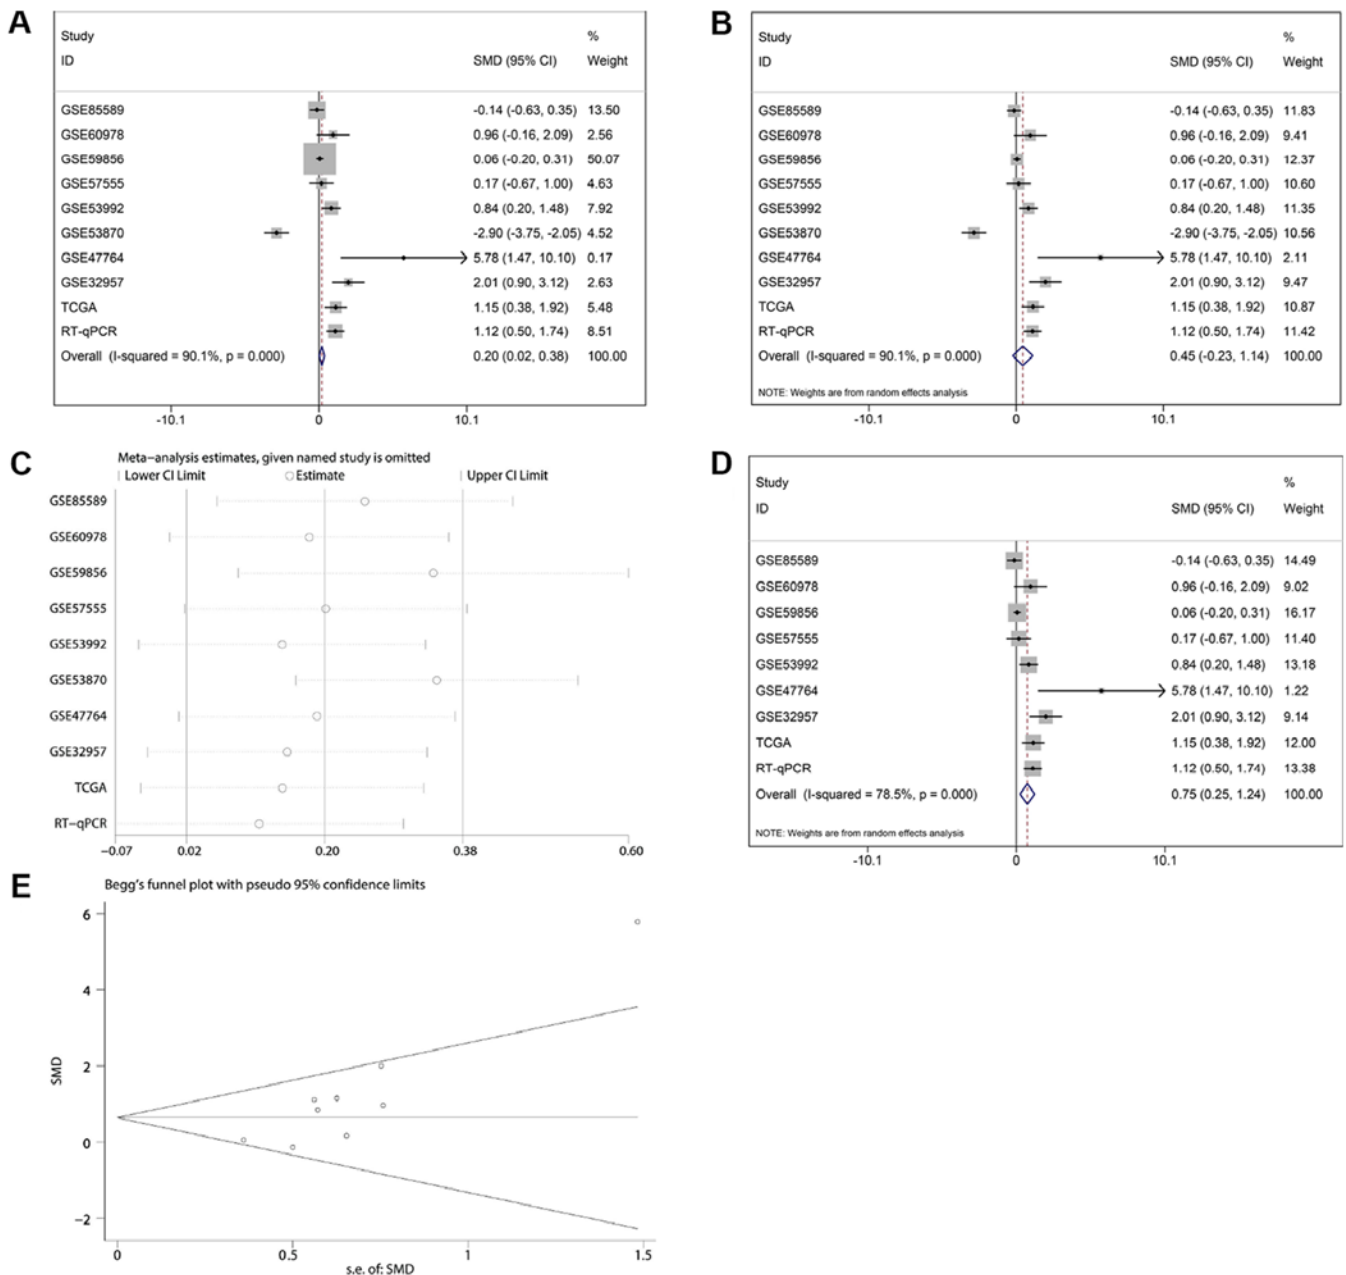 A
Study %
ID SMD (95% CI) Weight
GSE85589 -0.14 (-0.63, 0.35) 13.50
GSE60978 0.96 (-0.16, 2.09) 2.56
GSE59856 0.06 (-0.20, 0.31) 50.07
GSE57555 0.17 (-0.67, 1.00) 4.63
GSE53992 0.84 (0.20, 1.48) 7.92
GSE53870 -2.90 (-3.75, -2.05) 4.52
GSE47764 5.78 (1.47, 10.10) 0.17
GSE32957 2.01 (0.90, 3.12) 2.63
TCGA 1.15 (0.38, 1.92) 5.48
RT-qPCR 1.12 (0.50, 1.74) 8.51
Overall (I-squared = 90.1%, p = 0.000) 0.20 (0.02, 0.38) 100.00
-10.1 0 10.1
B
Study %
ID SMD (95% CI) Weight
GSE85589 -0.14 (-0.63, 0.35) 11.83
GSE60978 0.96 (-0.16, 2.09) 9.41
GSE59856 0.06 (-0.20, 0.31) 12.37
GSE57555 0.17 (-0.67, 1.00) 10.60
GSE53992 0.84 (0.20, 1.48) 11.35
GSE53870 -2.90 (-3.75, -2.05) 10.56
GSE47764 5.78 (1.47, 10.10) 2.11
GSE32957 2.01 (0.90, 3.12) 9.47
TCGA 1.15 (0.38, 1.92) 10.87
RT-qPCR 1.12 (0.50, 1.74) 11.42
Overall (I-squared = 90.1%, p = 0.000) 0.45 (-0.23, 1.14) 100.00
NOTE: Weights are from random effects analysis
-10.1 0 10.1
C
Meta−analysis estimates, given named study is omitted
Lower CI Limit Estimate Upper CI Limit
GSE85589
GSE60978
GSE59856
GSE57555
GSE53992
GSE53870
GSE47764
GSE32957
TCGA
RT−qPCR
−0.07 0.02 0.20 0.38 0.60
D
Study %
ID SMD (95% CI) Weight
GSE85589 -0.14 (-0.63, 0.35) 14.49
GSE60978 0.96 (-0.16, 2.09) 9.02
GSE59856 0.06 (-0.20, 0.31) 16.17
GSE57555 0.17 (-0.67, 1.00) 11.40
GSE53992 0.84 (0.20, 1.48) 13.18
GSE47764 5.78 (1.47, 10.10) 1.22
GSE32957 2.01 (0.90, 3.12) 9.14
TCGA 1.15 (0.38, 1.92) 12.00
RT-qPCR 1.12 (0.50, 1.74) 13.38
Overall (I-squared = 78.5%, p = 0.000) 0.75 (0.25, 1.24) 100.00
NOTE: Weights are from random effects analysis
-10.1 0 10.1
E
Begg's funnel plot with pseudo 95% confidence limits
6
4
2
0
−2
SMD
0 0.5 1 1.5
s.e. of: SMD